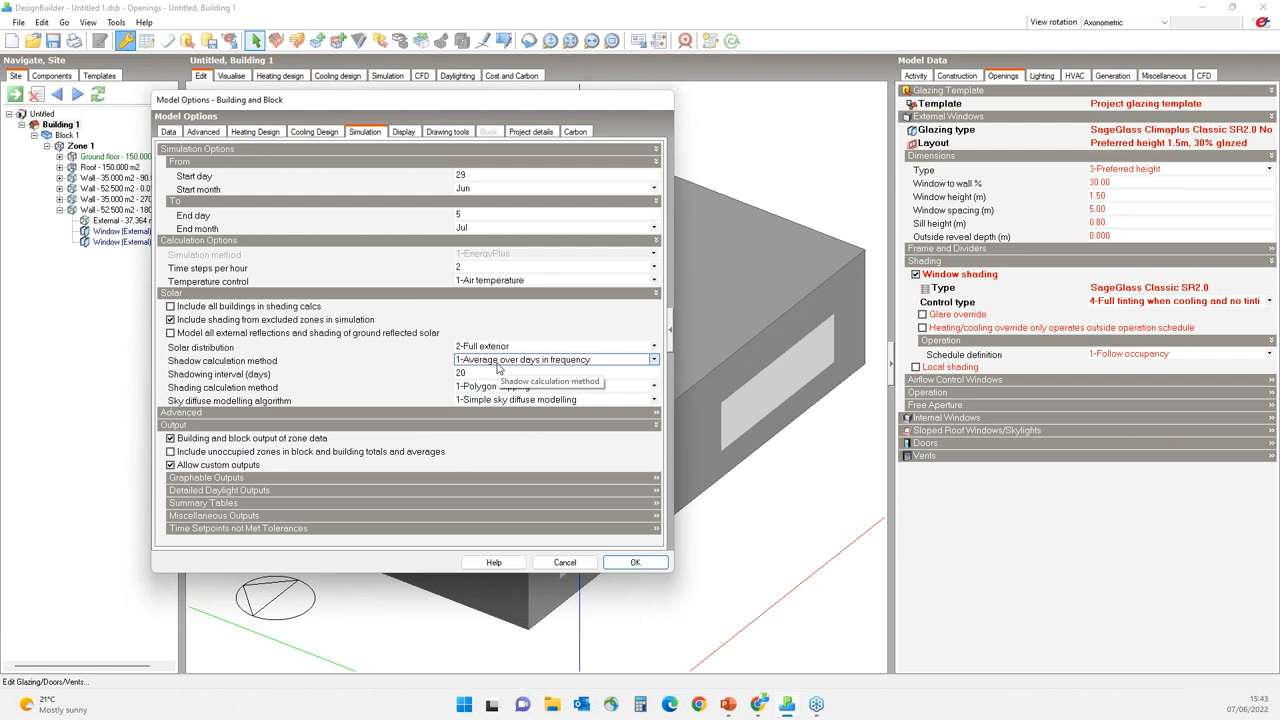 DesignBuilder - Untitled 1.dsb - Openings - Untitled, Building 1
File Edit Go View Tools Help
View rotation Axonometric
Navigate, Site
Untitled, Building 1
Model Data
Site Components Templates
Edit Visualise Heating design Cooling design Simulation CFD Daylighting Cost and Carbon
Activity Construction Openings Lighting HVAC Generation Miscellaneous CFD
Untitled
Building 1
Block 1
Zone 1
Ground floor - 150.000
Roof - 150.000 m2
Wall - 35.000 m2 - 90.
Wall - 52.500 m2 - 0.0
Wall - 35.000 m2 - 270
Wall - 52.500 m2 - 180
External - 37.364 m
Window (External)
Window (External)
Model Options - Building and Block
Model Options
Data Advanced Heating Design Cooling Design Simulation Display Drawing tools Block Project details Carbon
Simulation Options
From
Start day 29
Start month Jun
To
End day 5
End month Jul
Calculation Options
Simulation method 1-EnergyPlus
Time steps per hour 2
Temperature control 1-Air temperature
Solar
Include all buildings in shading calcs
Include shading from excluded zones in simulation
Model all external reflections and shading of ground reflected solar
Solar distribution 2-Full exterior
Shadow calculation method 1-Average over days in frequency
Shadowing interval (days) 20
Shadow calculation method
Shading calculation method 1-Polygon
Sky diffuse modelling algorithm 1-Simple sky diffuse modelling
Advanced
Output
Building and block output of zone data
Include unoccupied zones in block and building totals and averages
Allow custom outputs
Graphable Outputs
Detailed Daylight Outputs
Summary Tables
Miscellaneous Outputs
Time Setpoints not Met Tolerances
Help Cancel OK
Glazing Template
Template Project glazing template
External Windows
Glazing type SageGlass Climaplus Classic SR2.0 No
Layout Preferred height 1.5m, 30% glazed
Dimensions
Type 3-Preferred height
Window to wall % 30.00
Window height (m) 1.50
Window spacing (m) 5.00
Sill height (m) 0.80
Outside reveal depth (m) 0.000
Frame and Dividers
Shading
Window shading
Type SageGlass Classic SR2.0
Control type 4-Full tinting when cooling and no tinti
Glare override
Heating/cooling override only operates outside operation schedule
Operation
Schedule definition 1-Follow occupancy
Local shading
Airflow Control Windows
Operation
Free Aperture
Internal Windows
Sloped Roof Windows/Skylights
Doors
Vents
Edit Glazing/Doors/Vents...
21°C
Mostly sunny
15:43
07/06/2022